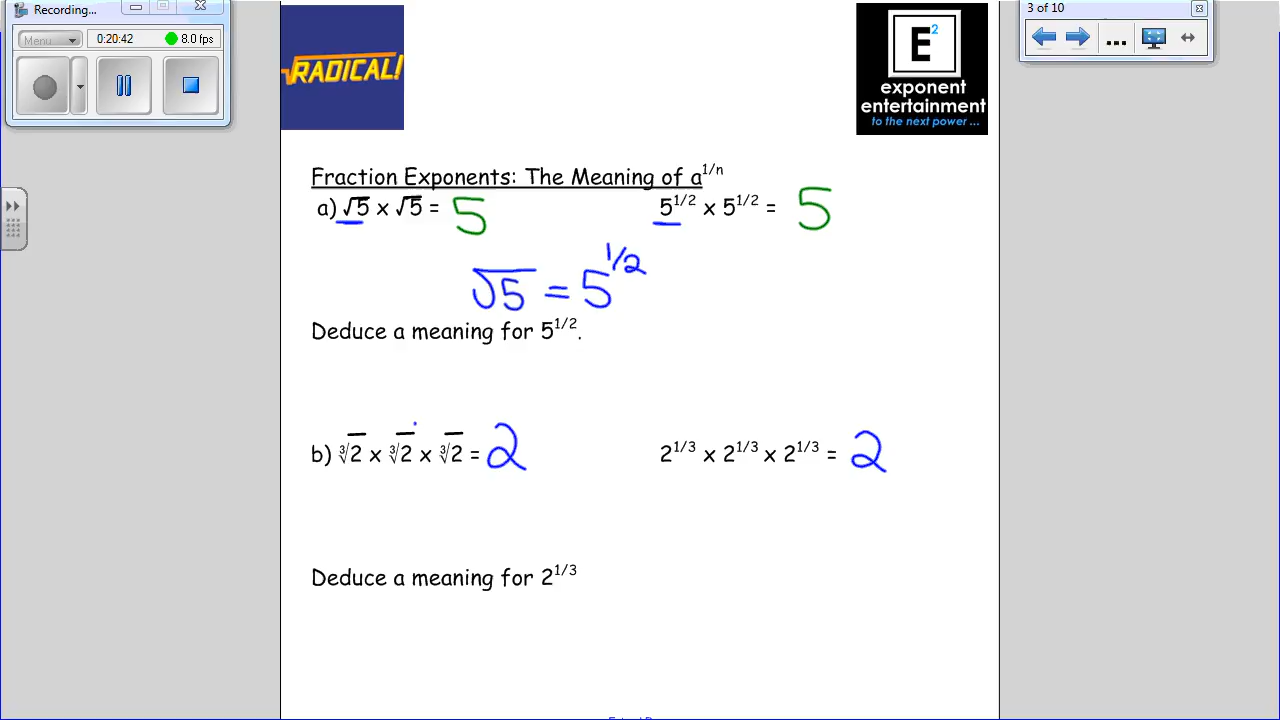 Recording...
Menu
0:20:42
8.0 fps
3 of 10
...
RADICAL!
E²
exponent
entertainment
to the next power ...
Fraction Exponents: The Meaning of a^1/n
a) √5 x √5 = 5
5^1/2 x 5^1/2 = 5
√5 = 5^1/2
Deduce a meaning for 5^1/2.
b) ∛2 x ∛2 x ∛2 = 2
2^1/3 x 2^1/3 x 2^1/3 = 2
Deduce a meaning for 2^1/3